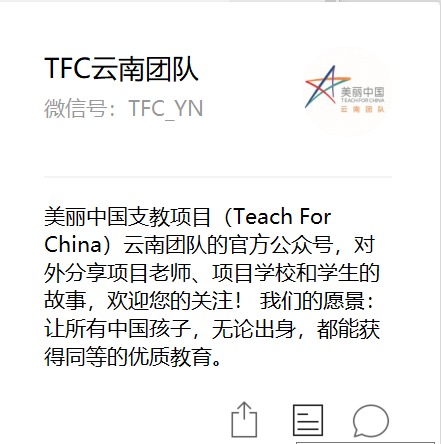 TFC云南团队
微信号：TFC_YN
美丽中国
TEACH FOR CHINA
云南团队
美丽中国支教项目（Teach For
China）云南团队的官方公众号，对
外分享项目老师、项目学校和学生的
故事，欢迎您的关注！ 我们的愿景：
让所有中国孩子，无论出身，都能获
得同等的优质教育。